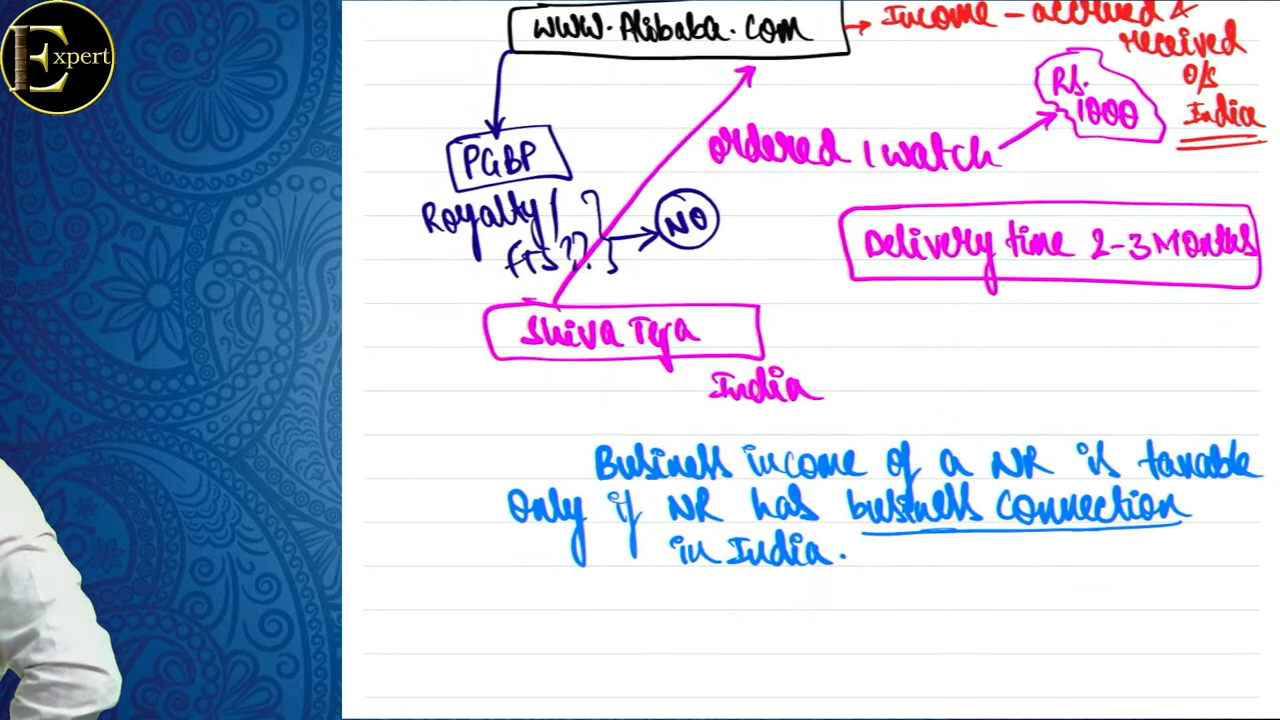 Expert
www.Alibaba.com
Income - accrued &
received
o/s
India
Rs.
1000
ordered 1 watch
PGBP
Royalty/
FTS??
NO
Delivery time 2-3 Months
Shiva Teja
India
Business income of a NR is taxable
only if NR has business connection
in India.